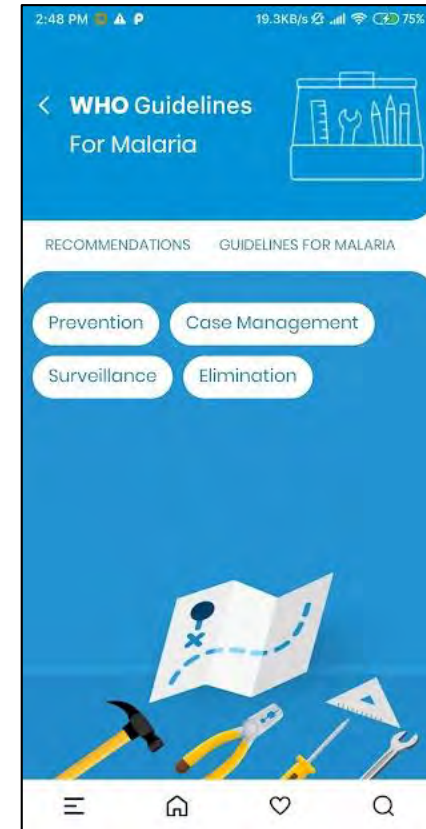 2:48 PM P 19.3KB/s 75%
WHO Guidelines
For Malaria
RECOMMENDATIONS GUIDELINES FOR MALARIA
Prevention Case Management
Surveillance Elimination